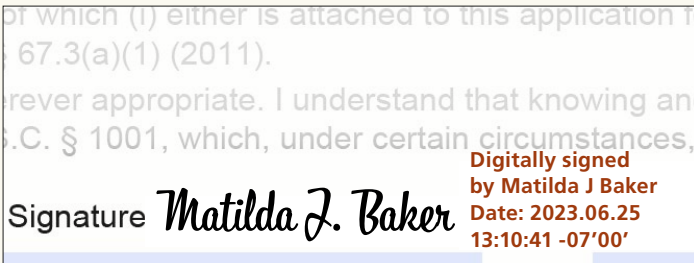 of which (I) either is attached to this application f
§ 67.3(a)(1) (2011).
erever appropriate. I understand that knowing an
S.C. § 1001, which, under certain circumstances,
Digitally signed
by Matilda J Baker
Signature Matilda J. Baker Date: 2023.06.25
13:10:41 -07'00'